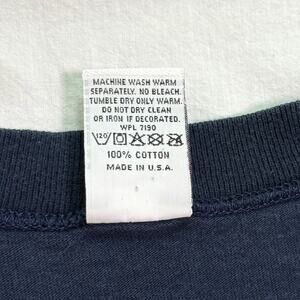 MACHINE WASH WARM
SEPARATELY. NO BLEACH.
TUMBLE DRY ONLY WARM.
DO NOT DRY CLEAN
OR IRON IF DECORATED.
WPL 7190
120
100% COTTON
MADE IN U.S.A.